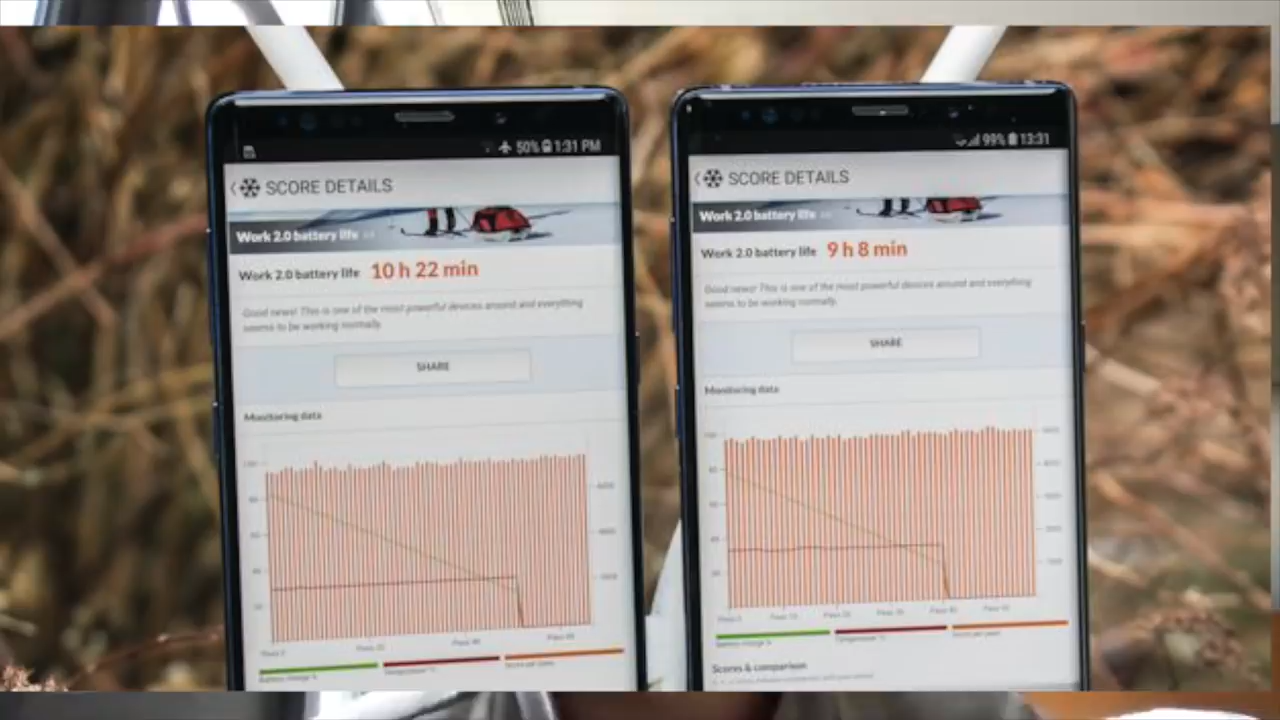 50% 1:31 PM
SCORE DETAILS
Work 2.0 battery life
Work 2.0 battery life 10 h 22 min
Good news! This is one of the most powerful devices around and everything
seems to be working normally.
SHARE
Monitoring data
99% 13:31
SCORE DETAILS
Work 2.0 battery life
Work 2.0 battery life 9 h 8 min
Good news! This is one of the most powerful devices around and everything
seems to be working normally.
SHARE
Monitoring data
Scores & comparison